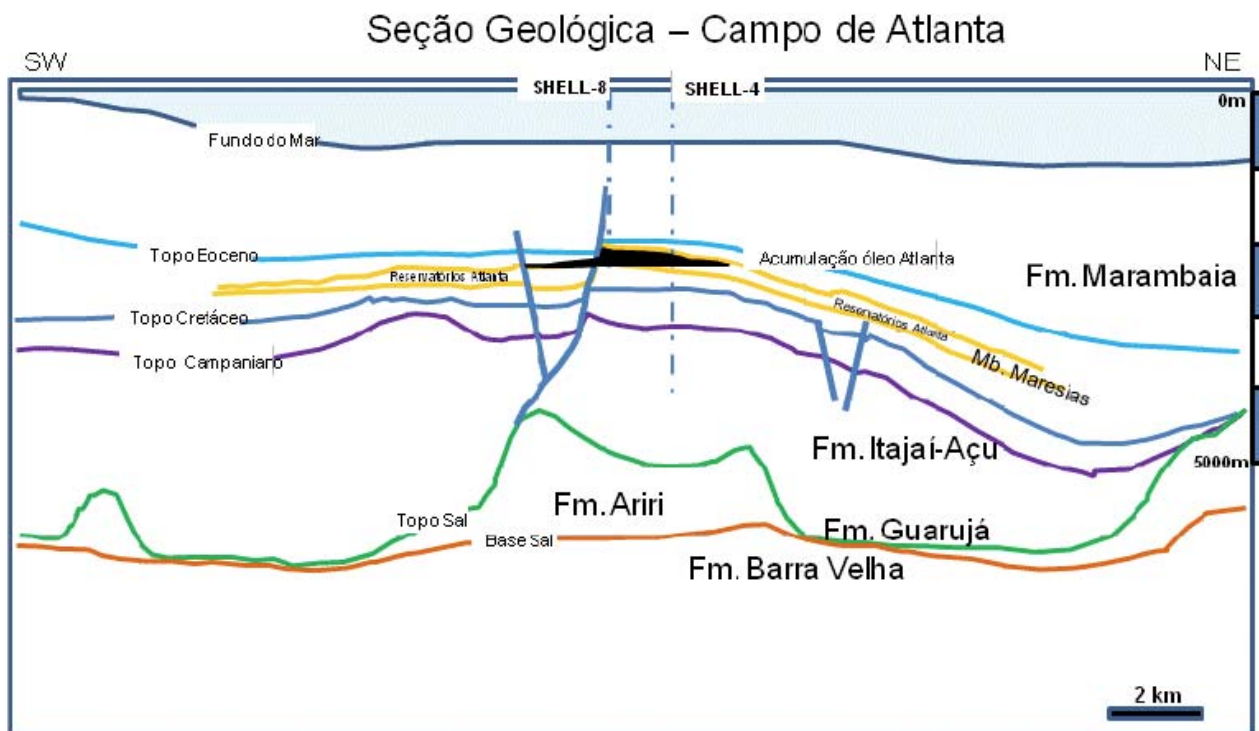 Seção Geológica – Campo de Atlanta
SW
NE
SHELL-8
SHELL-4
0m
Fundo do Mar
Topo Eoceno
Acumulação óleo Atlanta
Reservatórios Atlanta
Fm. Marambaia
Reservatórios Atlanta
Topo Cretáceo
Topo Campaniano
Mb. Maresias
Fm. Itajaí-Açu
5000m
Fm. Ariri
Topo Sal
Fm. Guarujá
Base Sal
Fm. Barra Velha
2 km